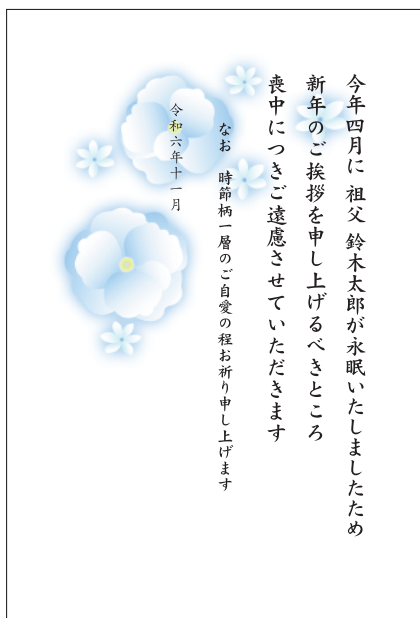 今年四月に 祖父 鈴木太郎が永眠いたしましたため
新年のご挨拶を申し上げるべきところ
喪中につきご遠慮させていただきます
なお 時節柄一層のご自愛の程お祈り申し上げます
令和六年十一月